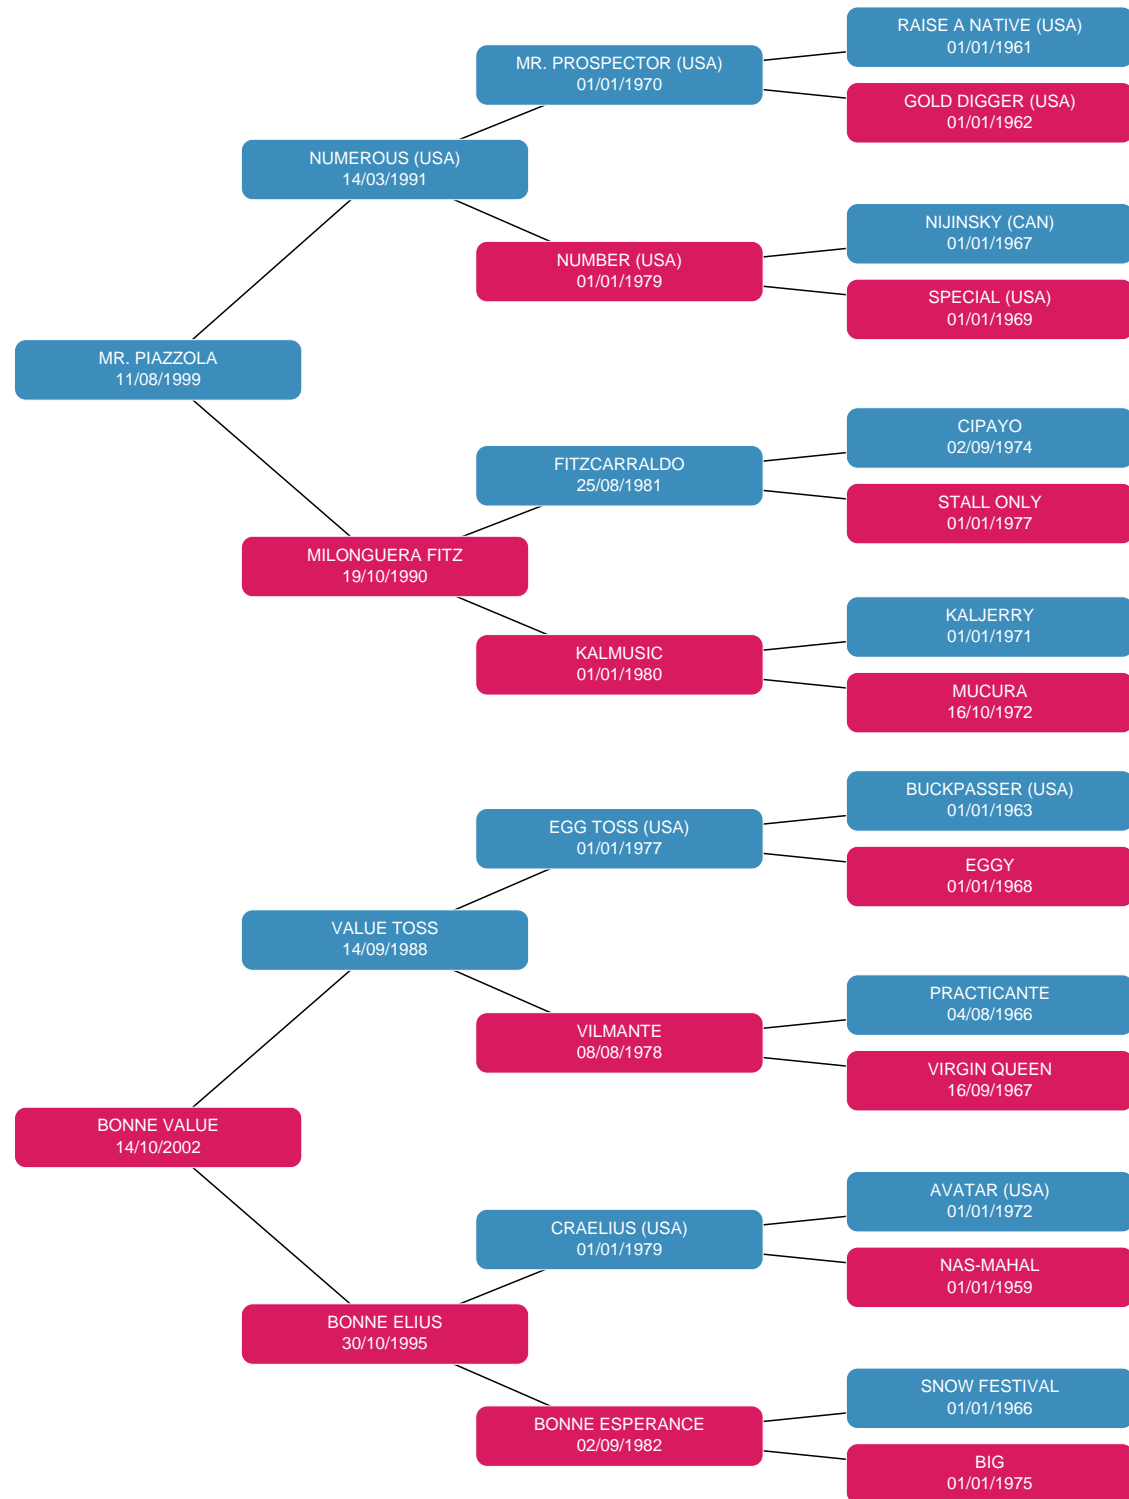 RAISE A NATIVE (USA)
01/01/1961
MR. PROSPECTOR (USA)
01/01/1970
GOLD DIGGER (USA)
01/01/1962
NUMEROUS (USA)
14/03/1991
NIJINSKY (CAN)
01/01/1967
NUMBER (USA)
01/01/1979
SPECIAL (USA)
01/01/1969
MR. PIAZZOLA
11/08/1999
CIPAYO
02/09/1974
FITZCARRALDO
25/08/1981
STALL ONLY
01/01/1977
MILONGUERA FITZ
19/10/1990
KALJERRY
01/01/1971
KALMUSIC
01/01/1980
MUCURA
16/10/1972
BUCKPASSER (USA)
01/01/1963
EGG TOSS (USA)
01/01/1977
EGGY
01/01/1968
VALUE TOSS
14/09/1988
PRACTICANTE
04/08/1966
VILMANTE
08/08/1978
VIRGIN QUEEN
16/09/1967
BONNE VALUE
14/10/2002
AVATAR (USA)
01/01/1972
CRAELIUS (USA)
01/01/1979
NAS-MAHAL
01/01/1959
BONNE ELIUS
30/10/1995
SNOW FESTIVAL
01/01/1966
BONNE ESPERANCE
02/09/1982
BIG
01/01/1975